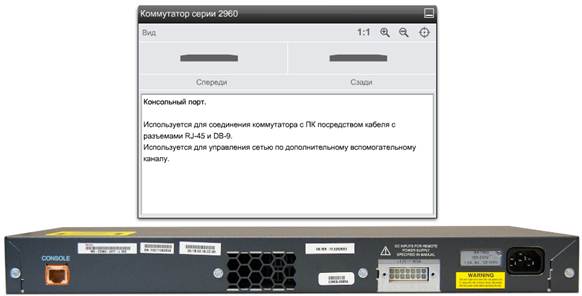 Коммутатор серии 2960
Вид
1:1
Спереди
Сзади
Консольный порт.
Используется для соединения коммутатора с ПК посредством кабеля с
разъемами RJ-45 и DB-9.
Используется для управления сетью по дополнительному вспомогательному
каналу.
CONSOLE
DC INPUTS FOR REMOTE
POWER SUPPLY
SPECIFIED IN MANUAL
WARNING